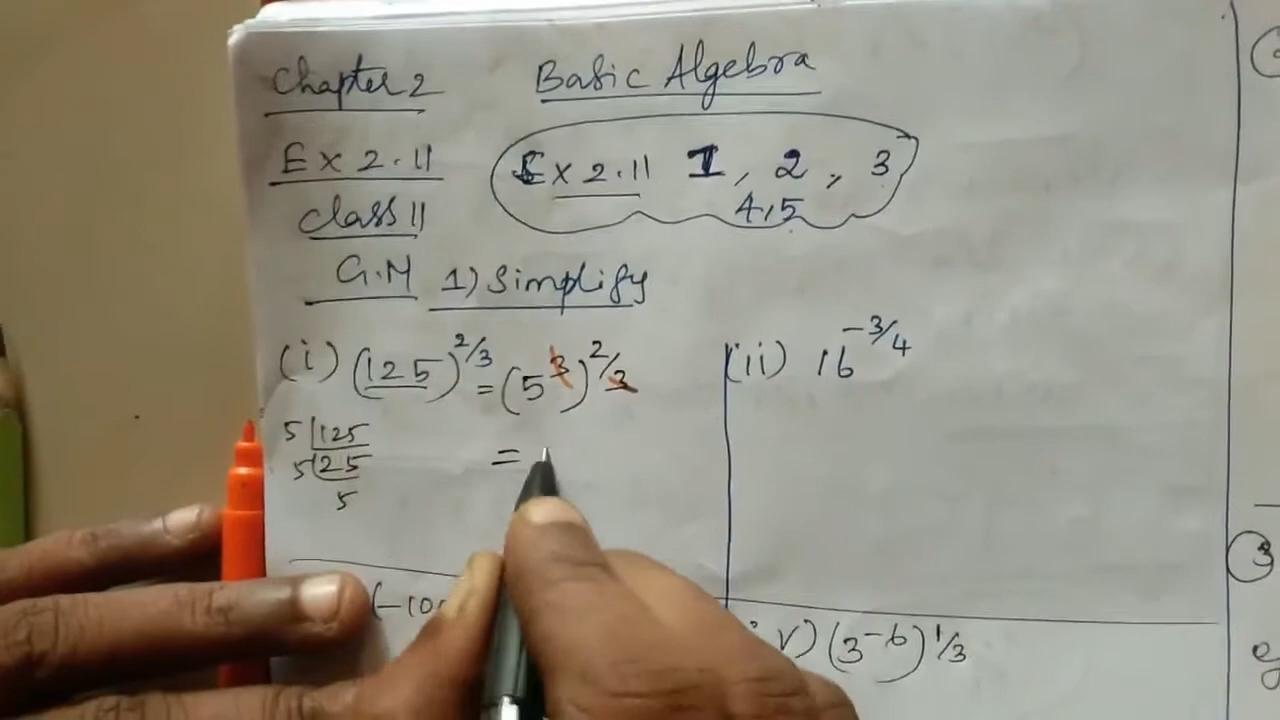 Chapter 2 Basic Algebra
Ex 2.11
Ex 2.11 1, 2, 3
4,5
Class 11
G.M 1) Simplify
(i) (125)^2/3 = (5^3)^2/3
(ii) 16^-3/4
5 125
5 25
5
=
(-100
v) (3^-6)^1/3
3